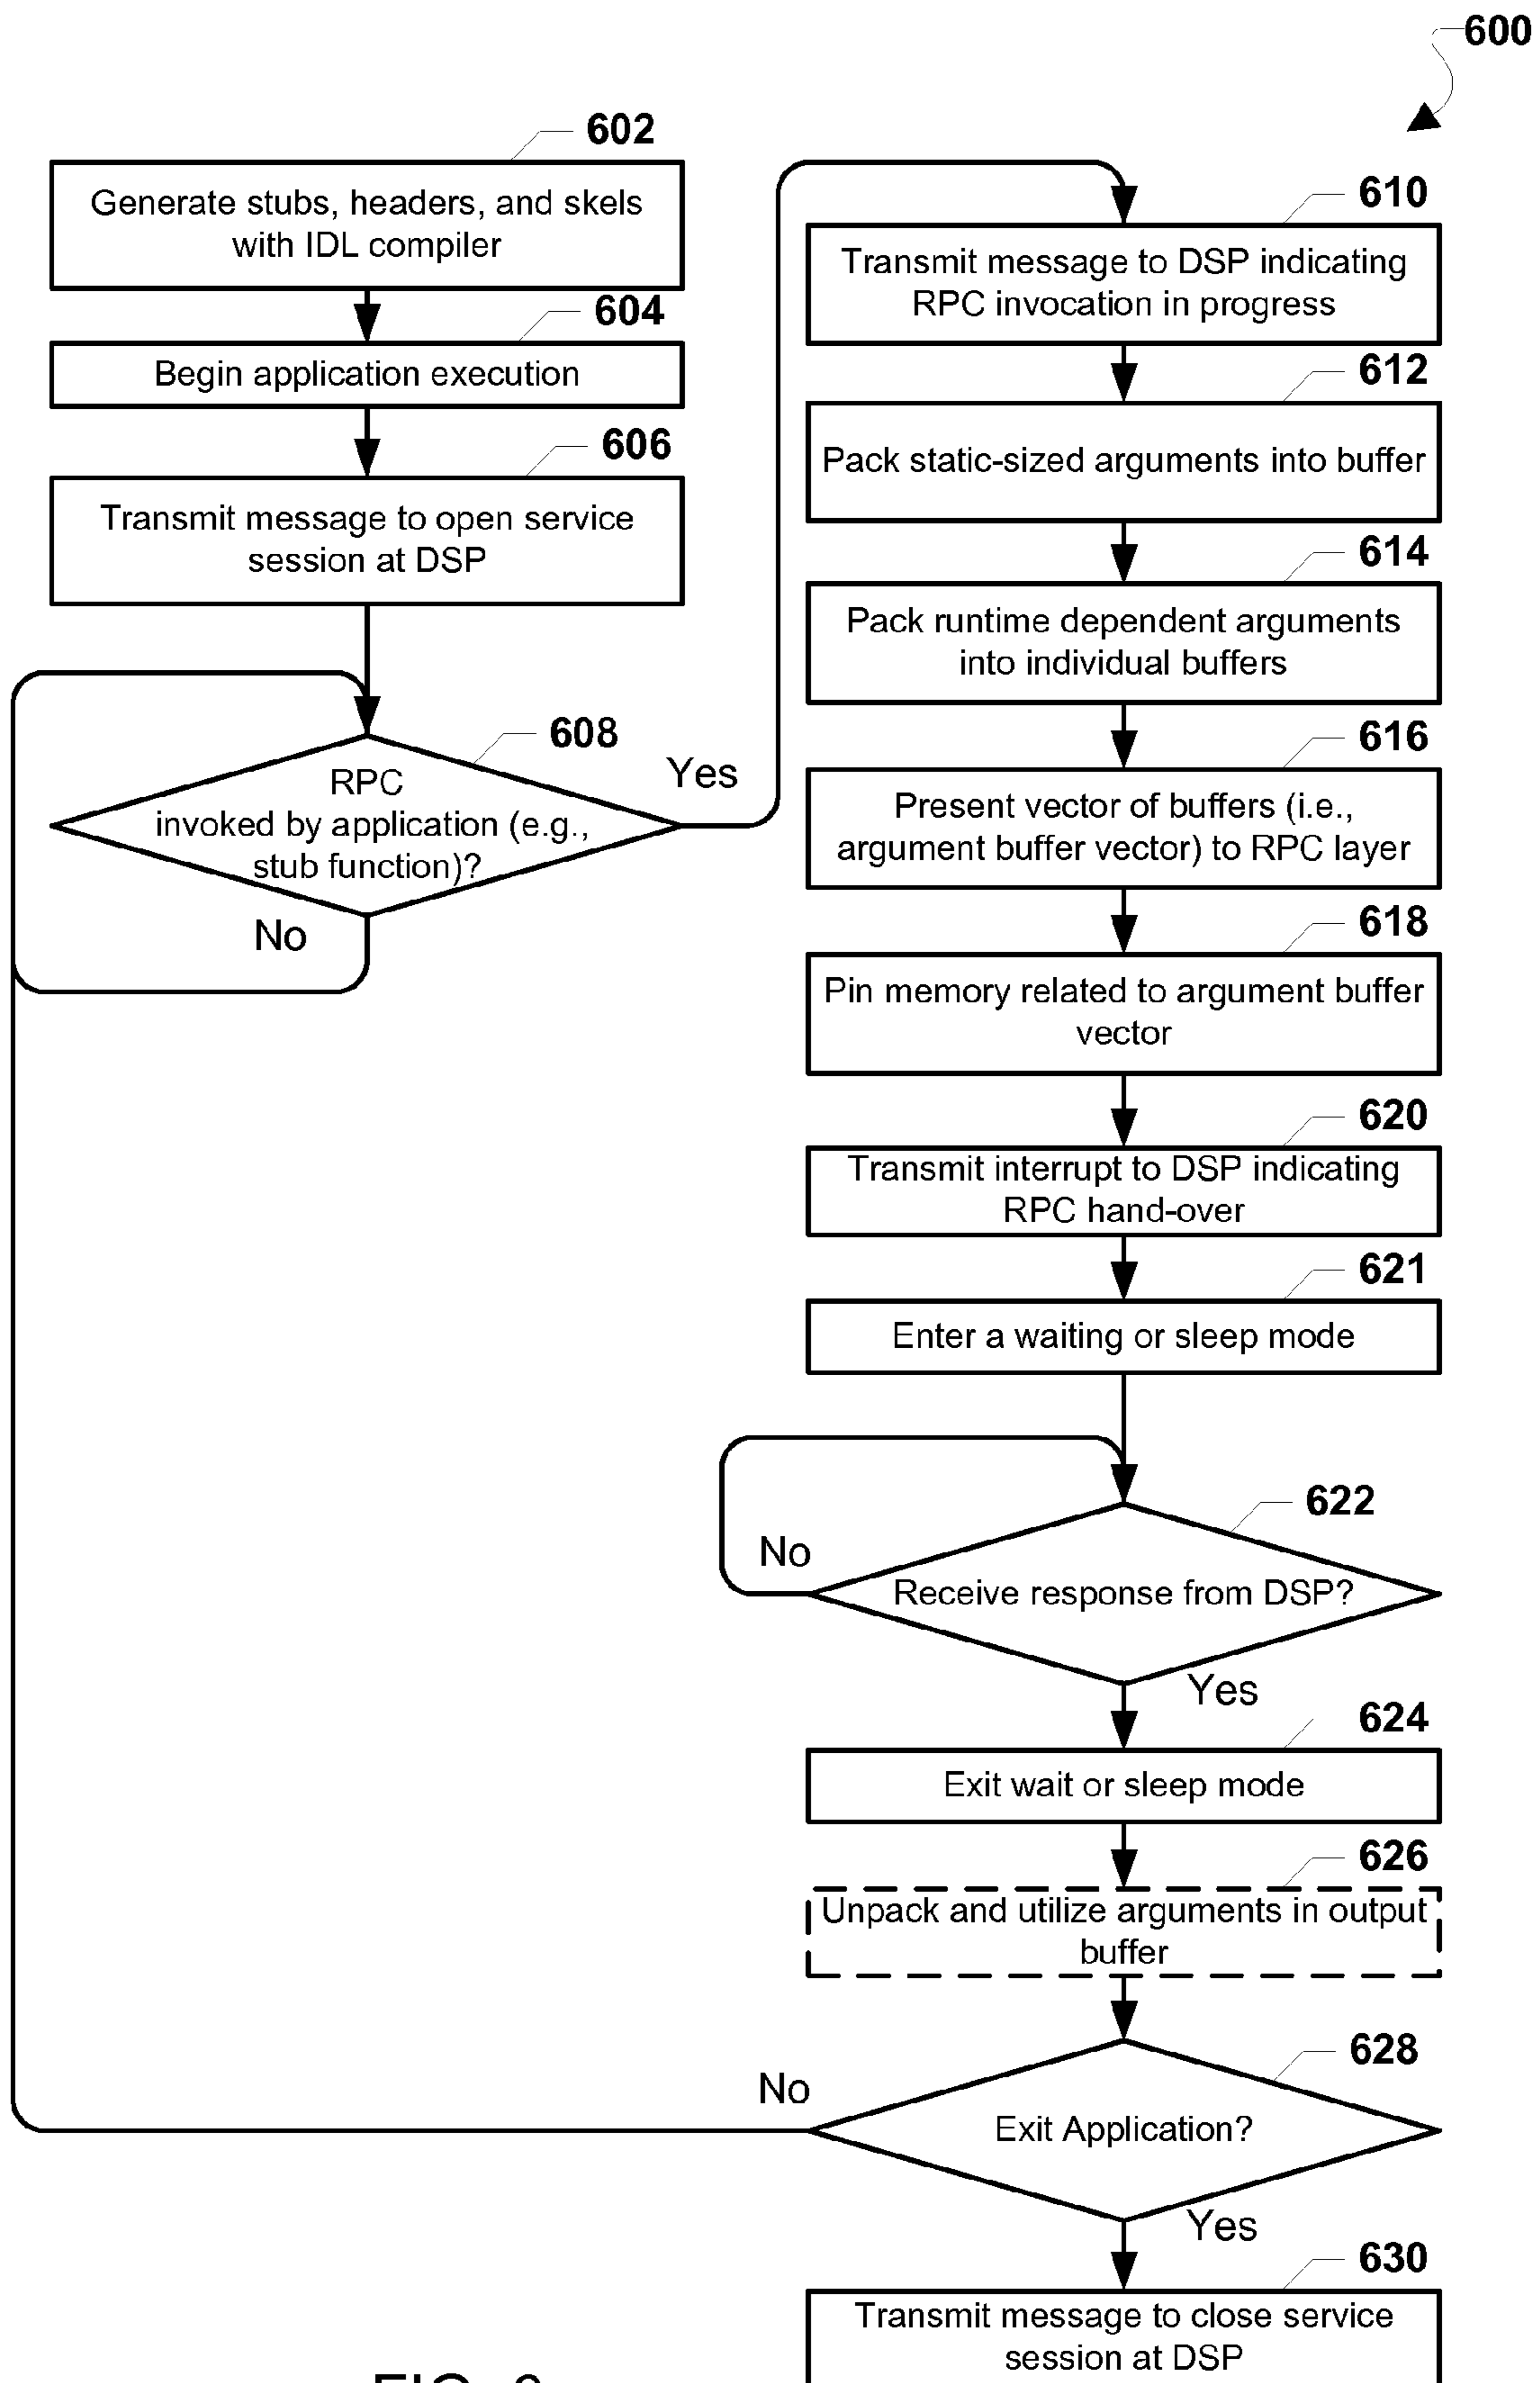 600
602
Generate stubs, headers, and skels
with IDL compiler
604
Begin application execution
606
Transmit message to open service
session at DSP
608
RPC
invoked by application (e.g.,
stub function)?
Yes
No
610
Transmit message to DSP indicating
RPC invocation in progress
612
Pack static-sized arguments into buffer
614
Pack runtime dependent arguments
into individual buffers
616
Present vector of buffers (i.e.,
argument buffer vector) to RPC layer
618
Pin memory related to argument buffer
vector
620
Transmit interrupt to DSP indicating
RPC hand-over
621
Enter a waiting or sleep mode
622
No
Receive response from DSP?
Yes
624
Exit wait or sleep mode
626
Unpack and utilize arguments in output
buffer
628
No
Exit Application?
Yes
630
Transmit message to close service
session at DSP
FIG.